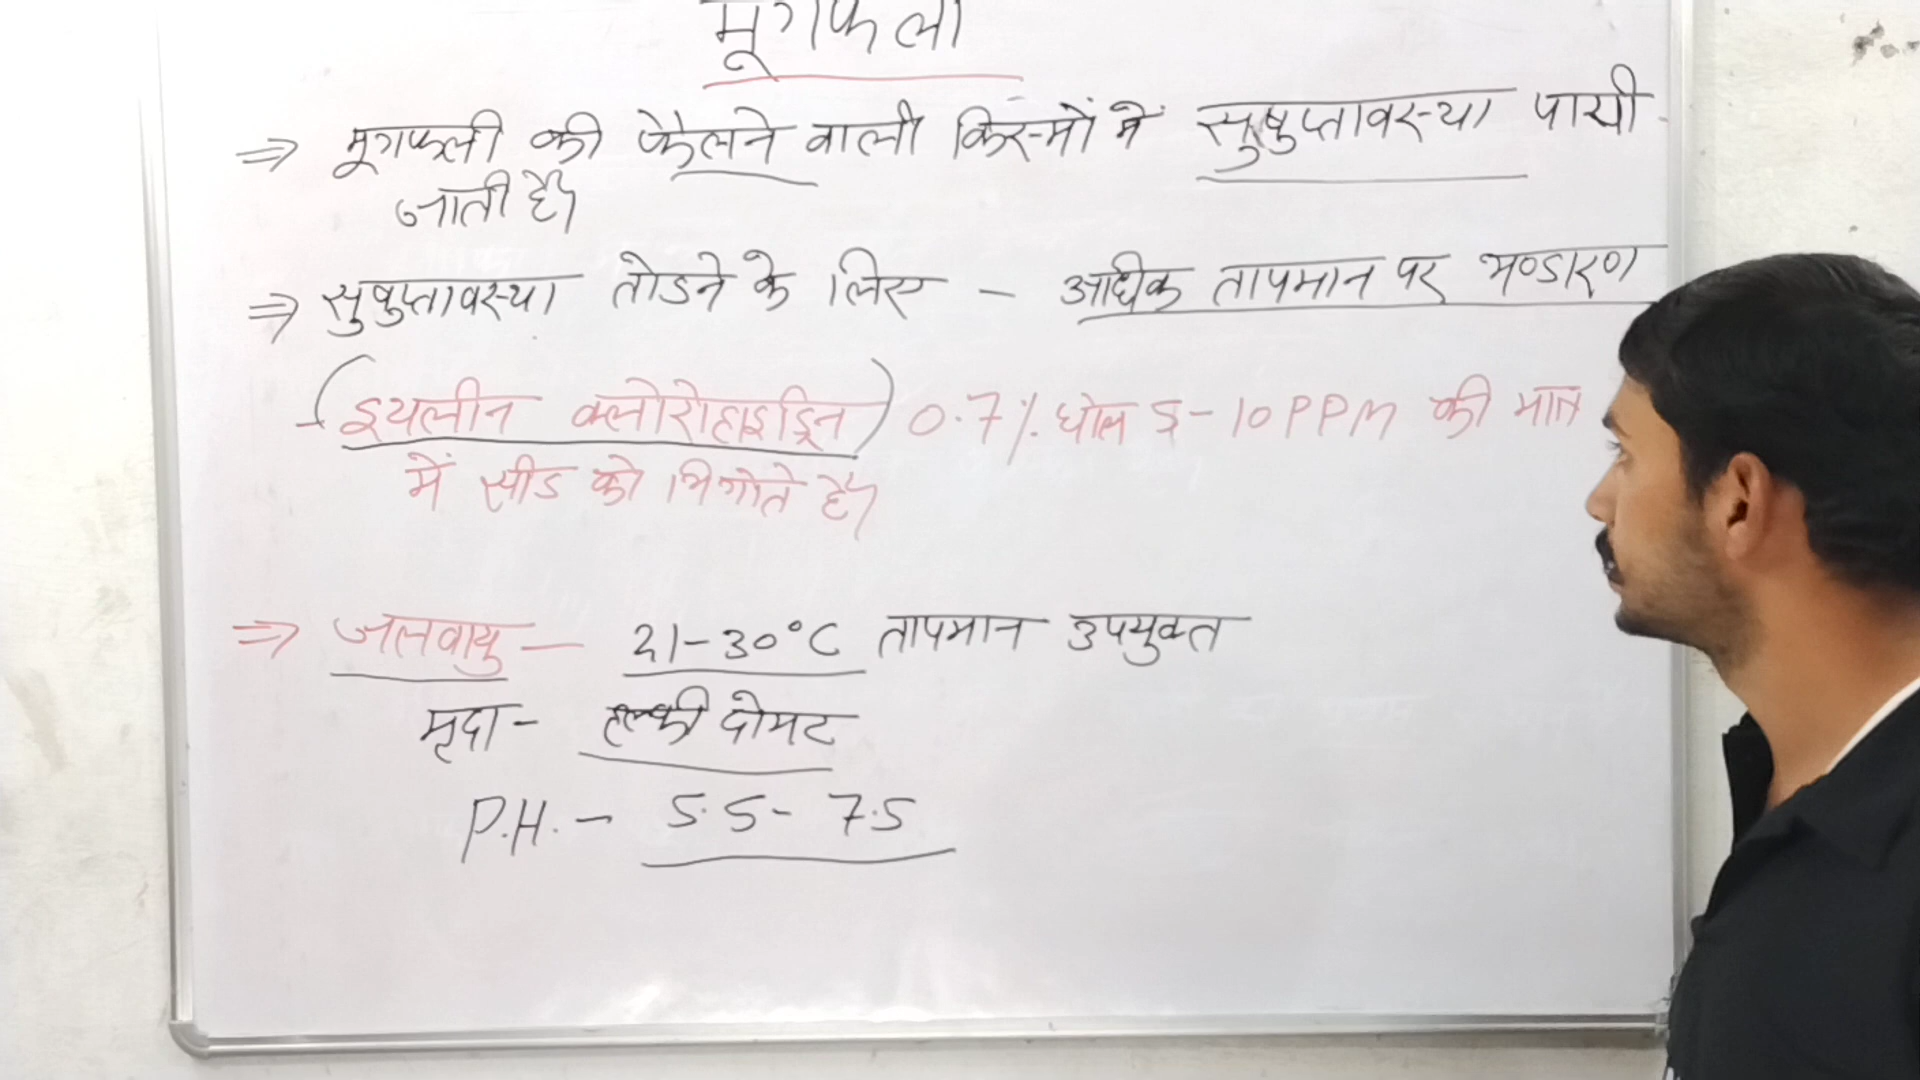 मूगफली
⇒ मूगफली की फैलने वाली किस्मों में सुषुप्तावस्था पायी
जाती है।
⇒ सुषुप्तावस्था तोडने के लिए - अधिक तापमान पर भण्डारण
- (इथलीन क्लोरोहाइड्रिन) 0.7% घोल 5-10 PPM की मात्र
में सीड को भिगोते है।
⇒ जलवायु - 21-30°C तापमान उपयुक्त
मृदा - हल्की दोमट
P.H. - 5.5-7.5